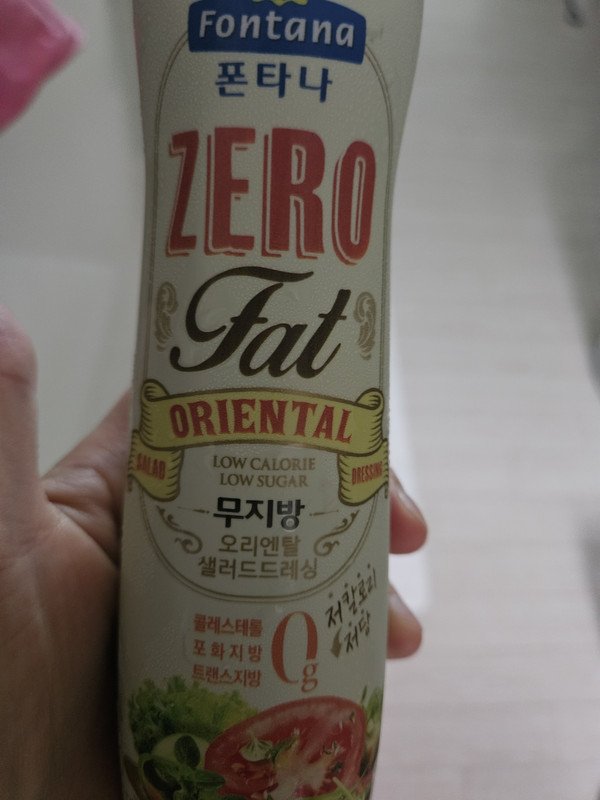 Fontana
폰타나
ZERO
Fat
ORIENTAL
SALAD
DRESSING
LOW CALORIE
LOW SUGAR
무지방
오리엔탈
샐러드드레싱
저칼로리
저당
콜레스테롤
포화지방
트랜스지방
0g